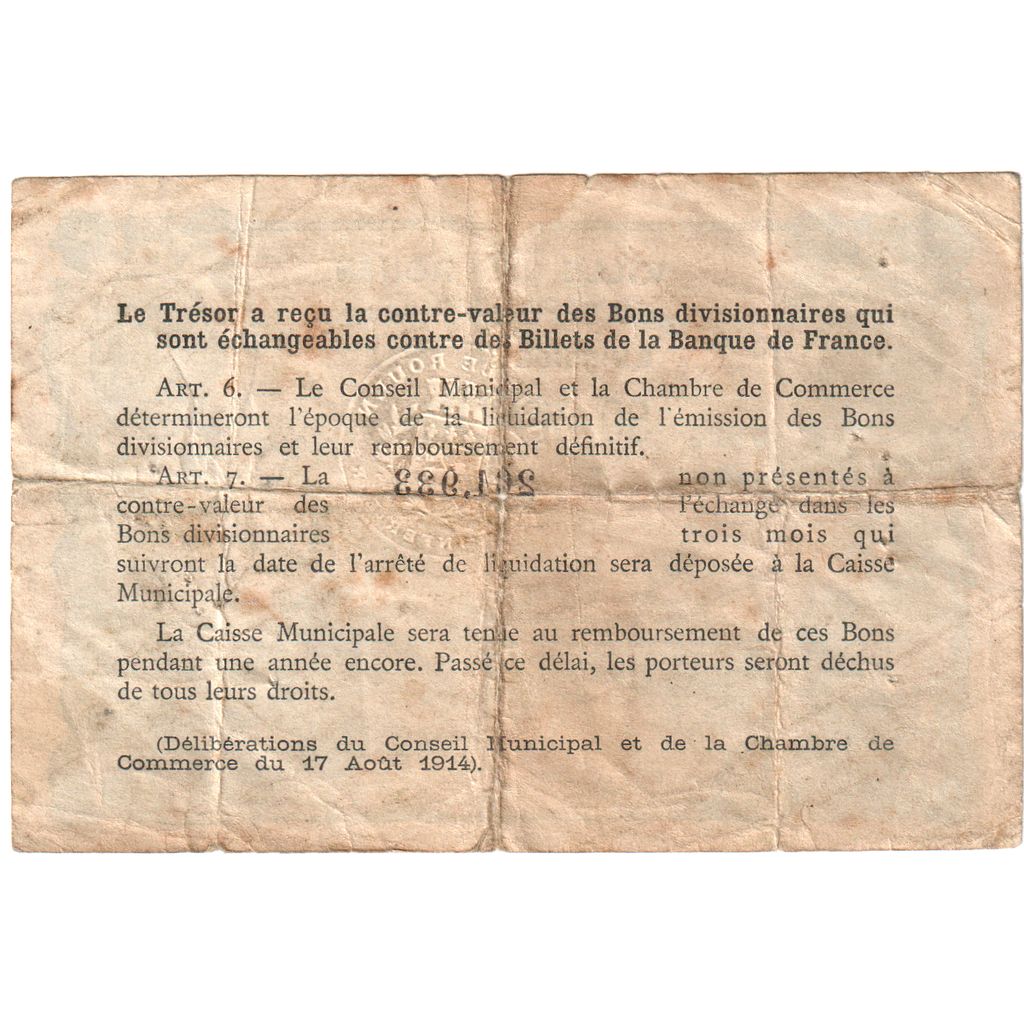 Le Trésor a reçu la contre-valeur des Bons divisionnaires qui
sont échangeables contre des Billets de la Banque de France.
ART. 6. — Le Conseil Municipal et la Chambre de Commerce
détermineront l'époque de la liquidation de l'émission des Bons
divisionnaires et leur remboursement définitif.
ART. 7. — La 261,933 non présentés à
contre-valeur des l'échange dans les
Bons divisionnaires trois mois qui
suivront la date de l'arrêté de liquidation sera déposée à la Caisse
Municipale.
La Caisse Municipale sera tenue au remboursement de ces Bons
pendant une année encore. Passé ce délai, les porteurs seront déchus
de tous leurs droits.
(Délibérations du Conseil Municipal et de la Chambre de
Commerce du 17 Août 1914).